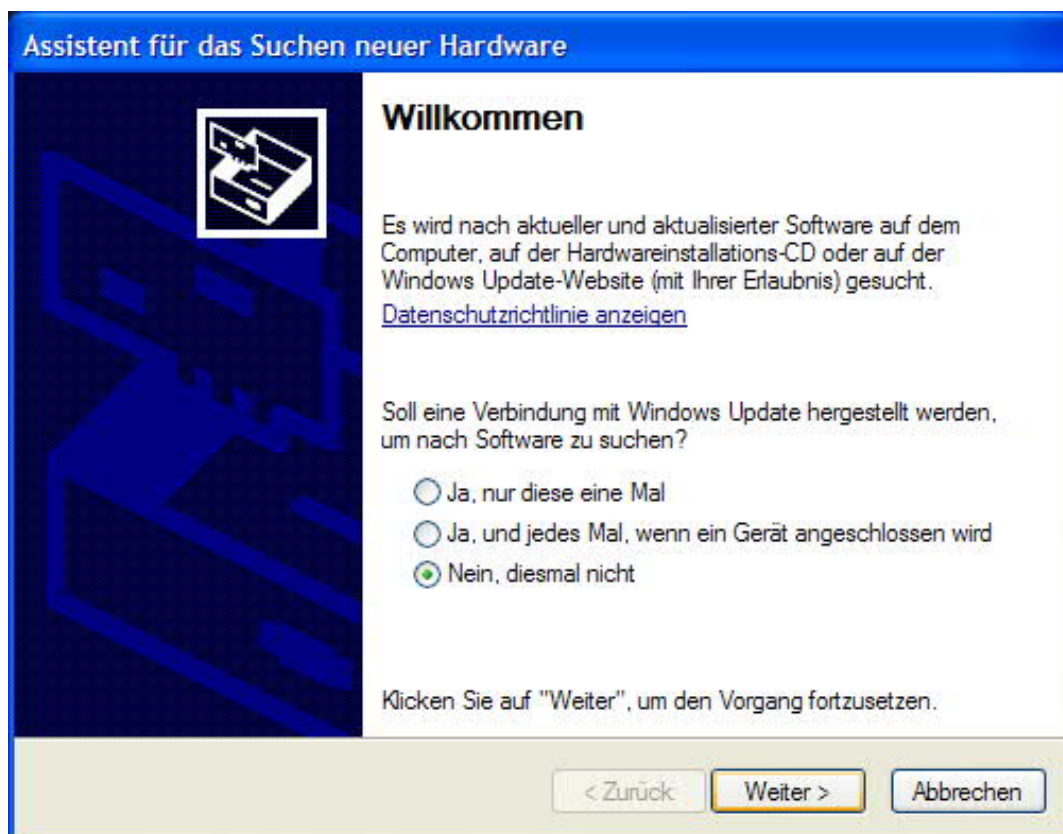 Assistent für das Suchen neuer Hardware
Willkommen
Es wird nach aktueller und aktualisierter Software auf dem
Computer, auf der Hardwareinstallations-CD oder auf der
Windows Update-Website (mit Ihrer Erlaubnis) gesucht.
Datenschutzrichtlinie anzeigen
Soll eine Verbindung mit Windows Update hergestellt werden,
um nach Software zu suchen?
Ja, nur diese eine Mal
Ja, und jedes Mal, wenn ein Gerät angeschlossen wird
Nein, diesmal nicht
Klicken Sie auf "Weiter", um den Vorgang fortzusetzen.
< Zurück Weiter > Abbrechen